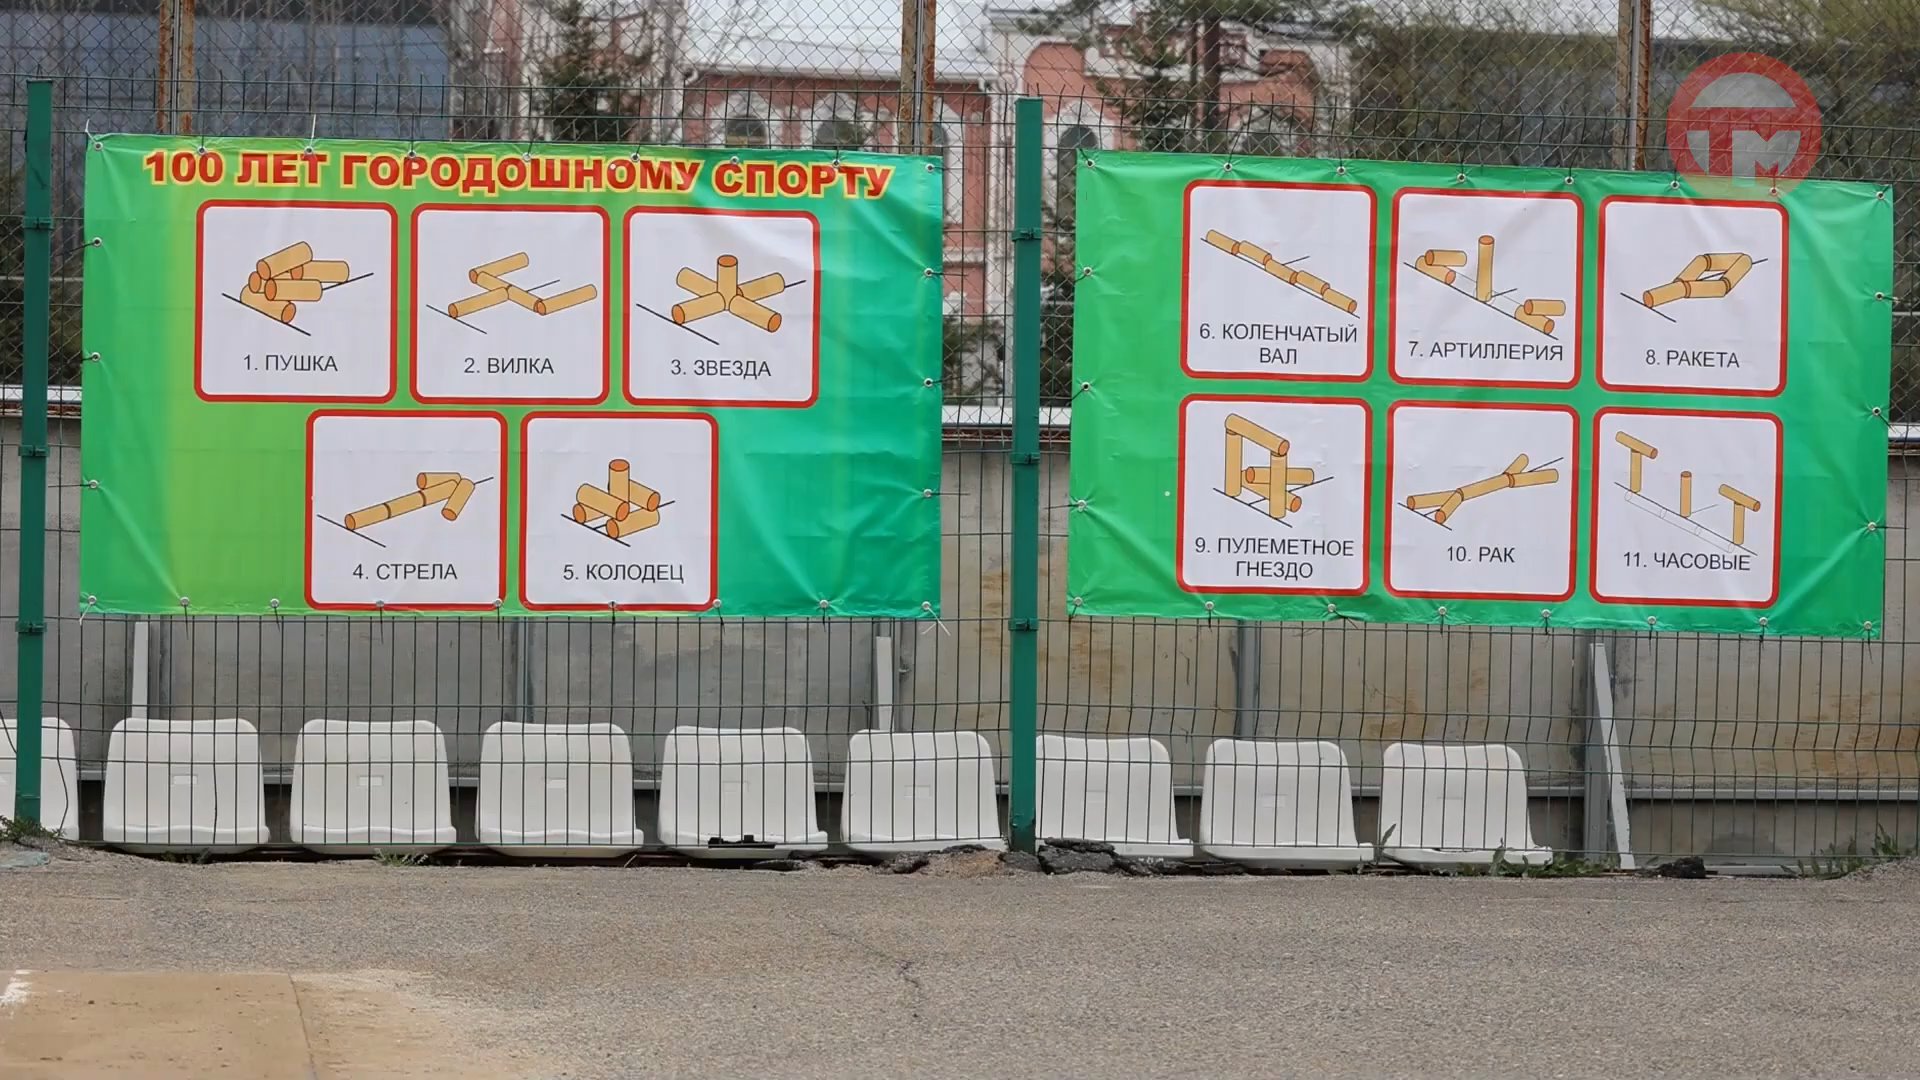 100 ЛЕТ ГОРОДОШНОМУ СПОРТУ
1. ПУШКА
2. ВИЛКА
3. ЗВЕЗДА
4. СТРЕЛА
5. КОЛОДЕЦ
ТМ
6. КОЛЕНЧАТЫЙ
ВАЛ
7. АРТИЛЛЕРИЯ
8. РАКЕТА
9. ПУЛЕМЕТНОЕ
ГНЕЗДО
10. РАК
11. ЧАСОВЫЕ